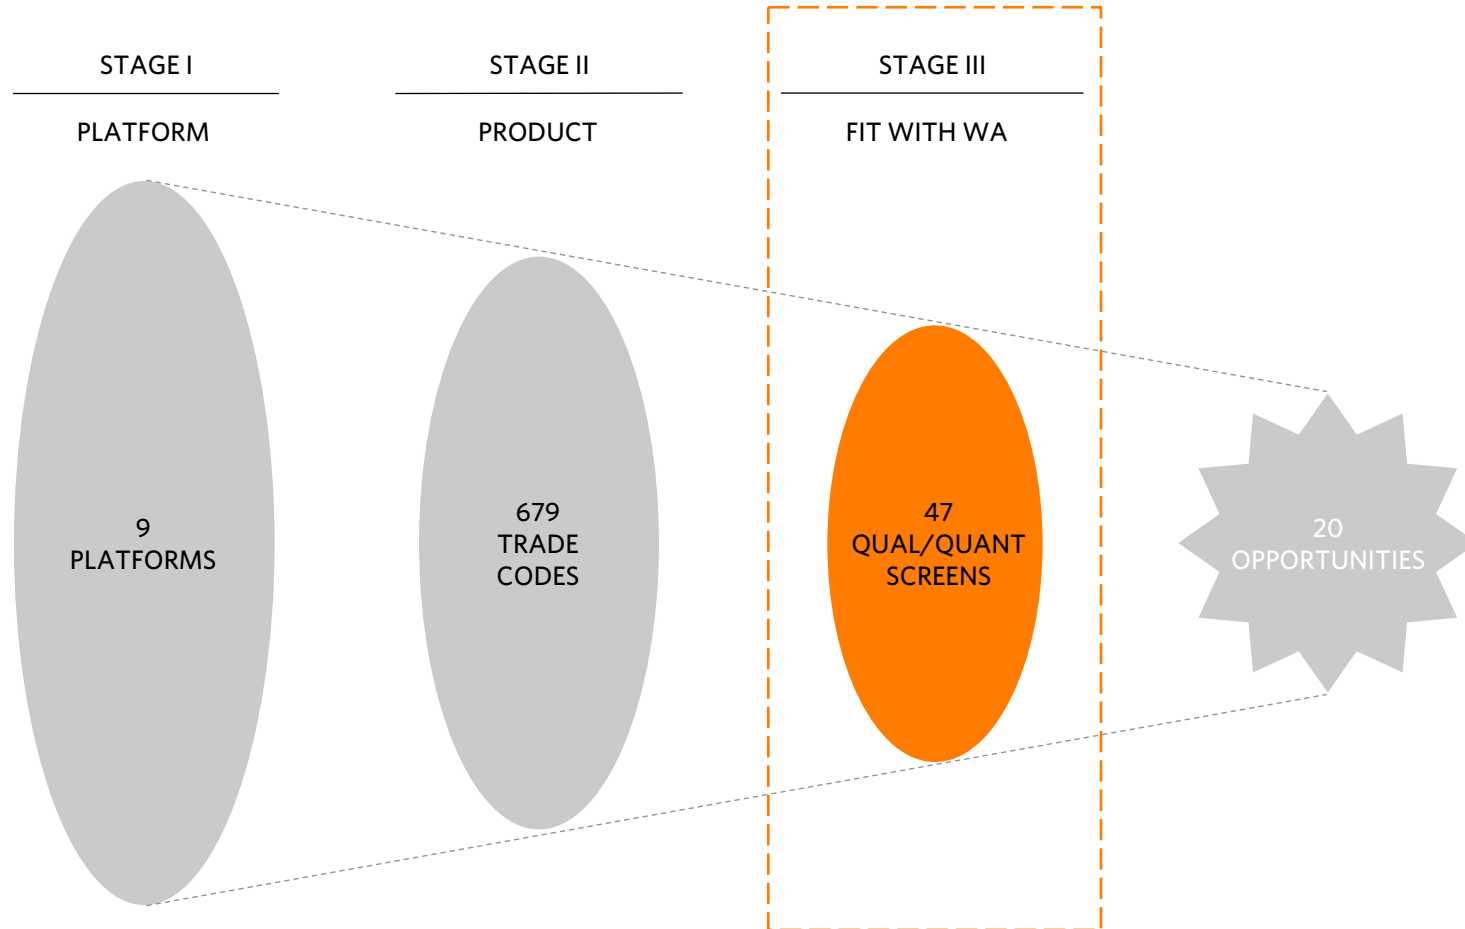 STAGE I
PLATFORM
STAGE II
PRODUCT
STAGE III
FIT WITH WA
9
PLATFORMS
679
TRADE
CODES
47
QUAL/QUANT
SCREENS
20
OPPORTUNITIES